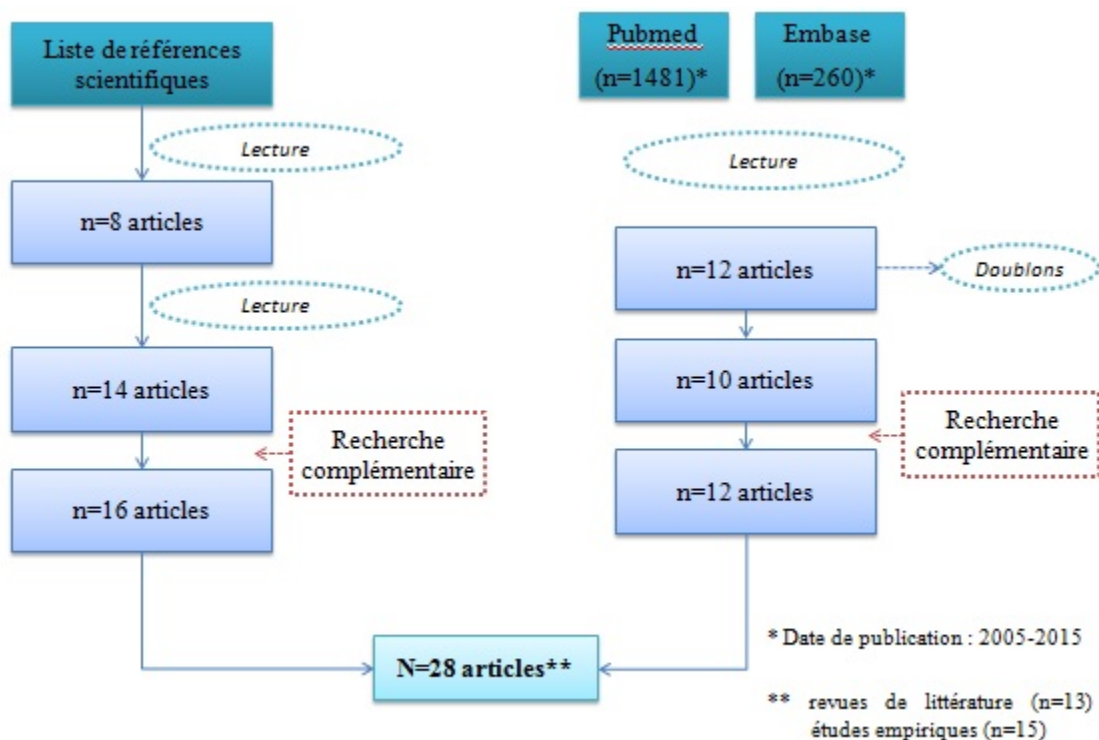 Liste de références
scientifiques
Lecture
n=8 articles
Lecture
n=14 articles
Recherche
complémentaire
n=16 articles
Pubmed
(n=1481)*
Embase
(n=260)*
Lecture
n=12 articles
Doublons
n=10 articles
Recherche
complémentaire
n=12 articles
N=28 articles**
* Date de publication : 2005-2015
** revues de littérature (n=13)
études empiriques (n=15)